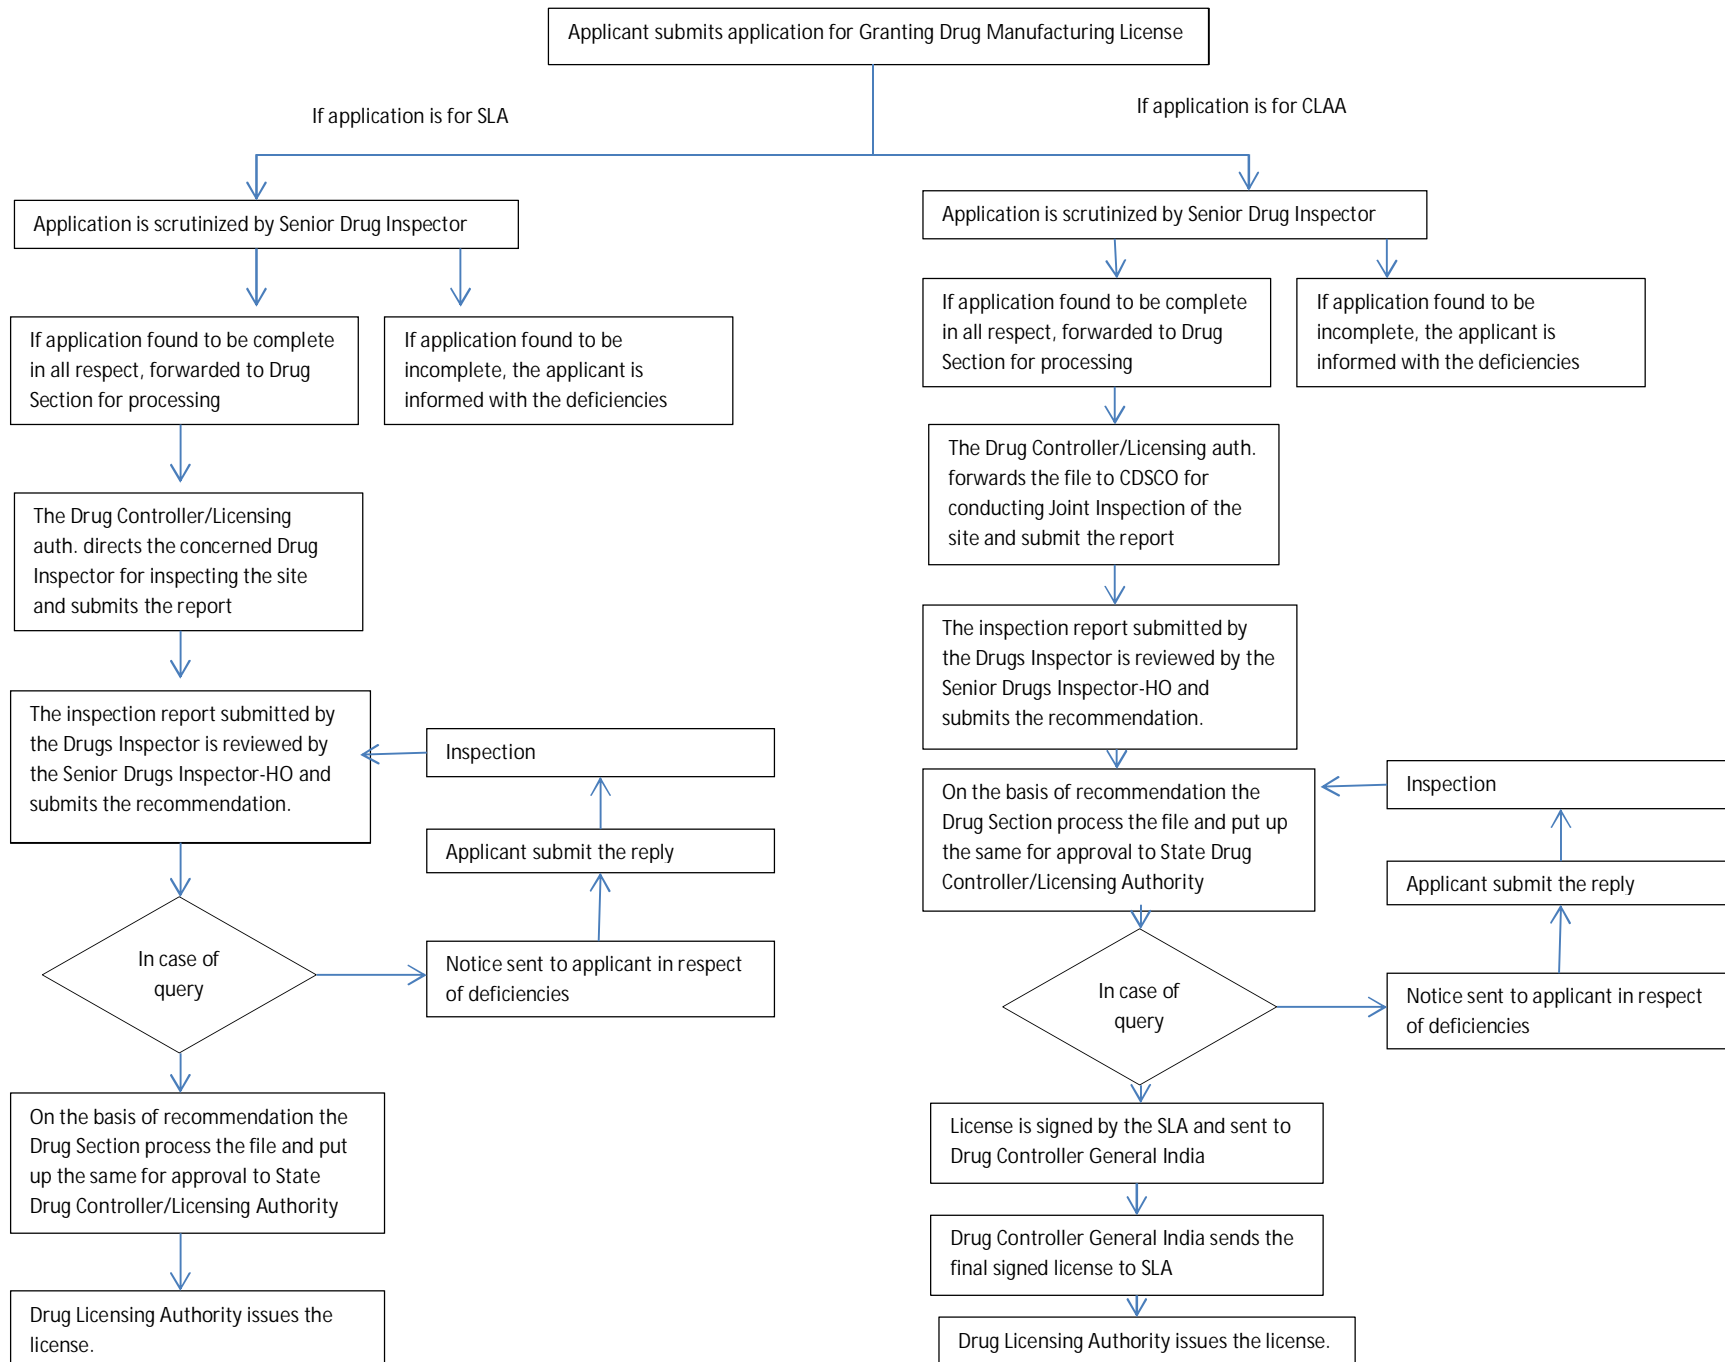 Applicant submits application for Granting Drug Manufacturing License
If application is for SLA
If application is for CLAA
Application is scrutinized by Senior Drug Inspector
If application found to be complete
in all respect, forwarded to Drug
Section for processing
If application found to be
incomplete, the applicant is
informed with the deficiencies
The Drug Controller/Licensing
auth. directs the concerned Drug
Inspector for inspecting the site
and submits the report
The inspection report submitted by
the Drugs Inspector is reviewed by
the Senior Drugs Inspector-HO and
submits the recommendation.
Inspection
Applicant submit the reply
In case of
query
Notice sent to applicant in respect
of deficiencies
On the basis of recommendation the
Drug Section process the file and put
up the same for approval to State
Drug Controller/Licensing Authority
Drug Licensing Authority issues the
license.
Application is scrutinized by Senior Drug Inspector
If application found to be complete
in all respect, forwarded to Drug
Section for processing
If application found to be
incomplete, the applicant is
informed with the deficiencies
The Drug Controller/Licensing auth.
forwards the file to CDSCO for
conducting Joint Inspection of the
site and submit the report
The inspection report submitted by
the Drugs Inspector is reviewed by the
Senior Drugs Inspector-HO and
submits the recommendation.
On the basis of recommendation the
Drug Section process the file and put up
the same for approval to State Drug
Controller/Licensing Authority
Inspection
Applicant submit the reply
In case of
query
Notice sent to applicant in respect
of deficiencies
License is signed by the SLA and sent to
Drug Controller General India
Drug Controller General India sends the
final signed license to SLA
Drug Licensing Authority issues the license.